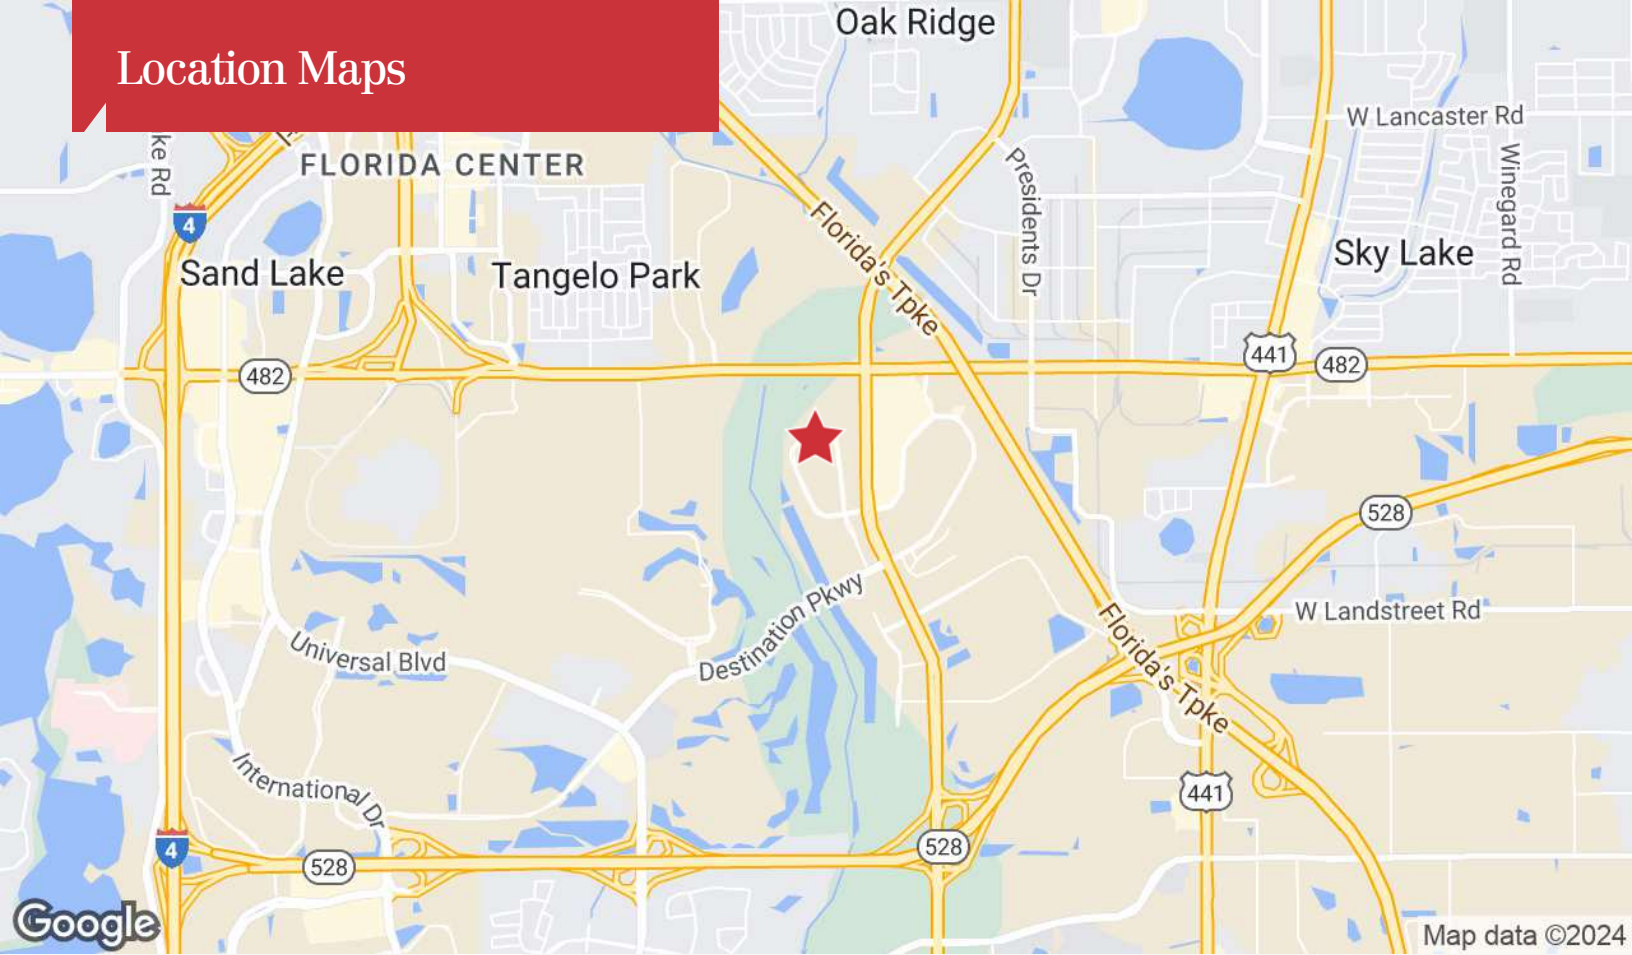 Location Maps
Oak Ridge
W Lancaster Rd
ke Rd
FLORIDA CENTER
Presidents Dr
Winegard Rd
4
Florida's Tpke
Sand Lake
Tangelo Park
Sky Lake
441
482
482
528
Destination Pkwy
W Landstreet Rd
Universal Blvd
Florida's Tpke
International Dr
441
4
528
528
Google
Map data ©2024